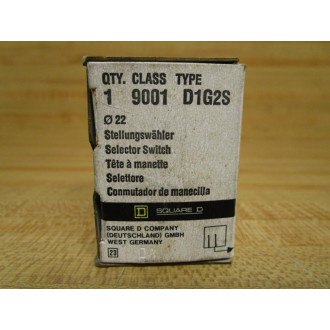 QTY. CLASS TYPE
1 9001 D1G2S
Ø 22
Stellungswähler
Selector Switch
Tête à manette
Selettore
Conmutador de manecilla
D SQUARE D
SQUARE D COMPANY
(DEUTSCHLAND) GMBH
WEST GERMANY
23